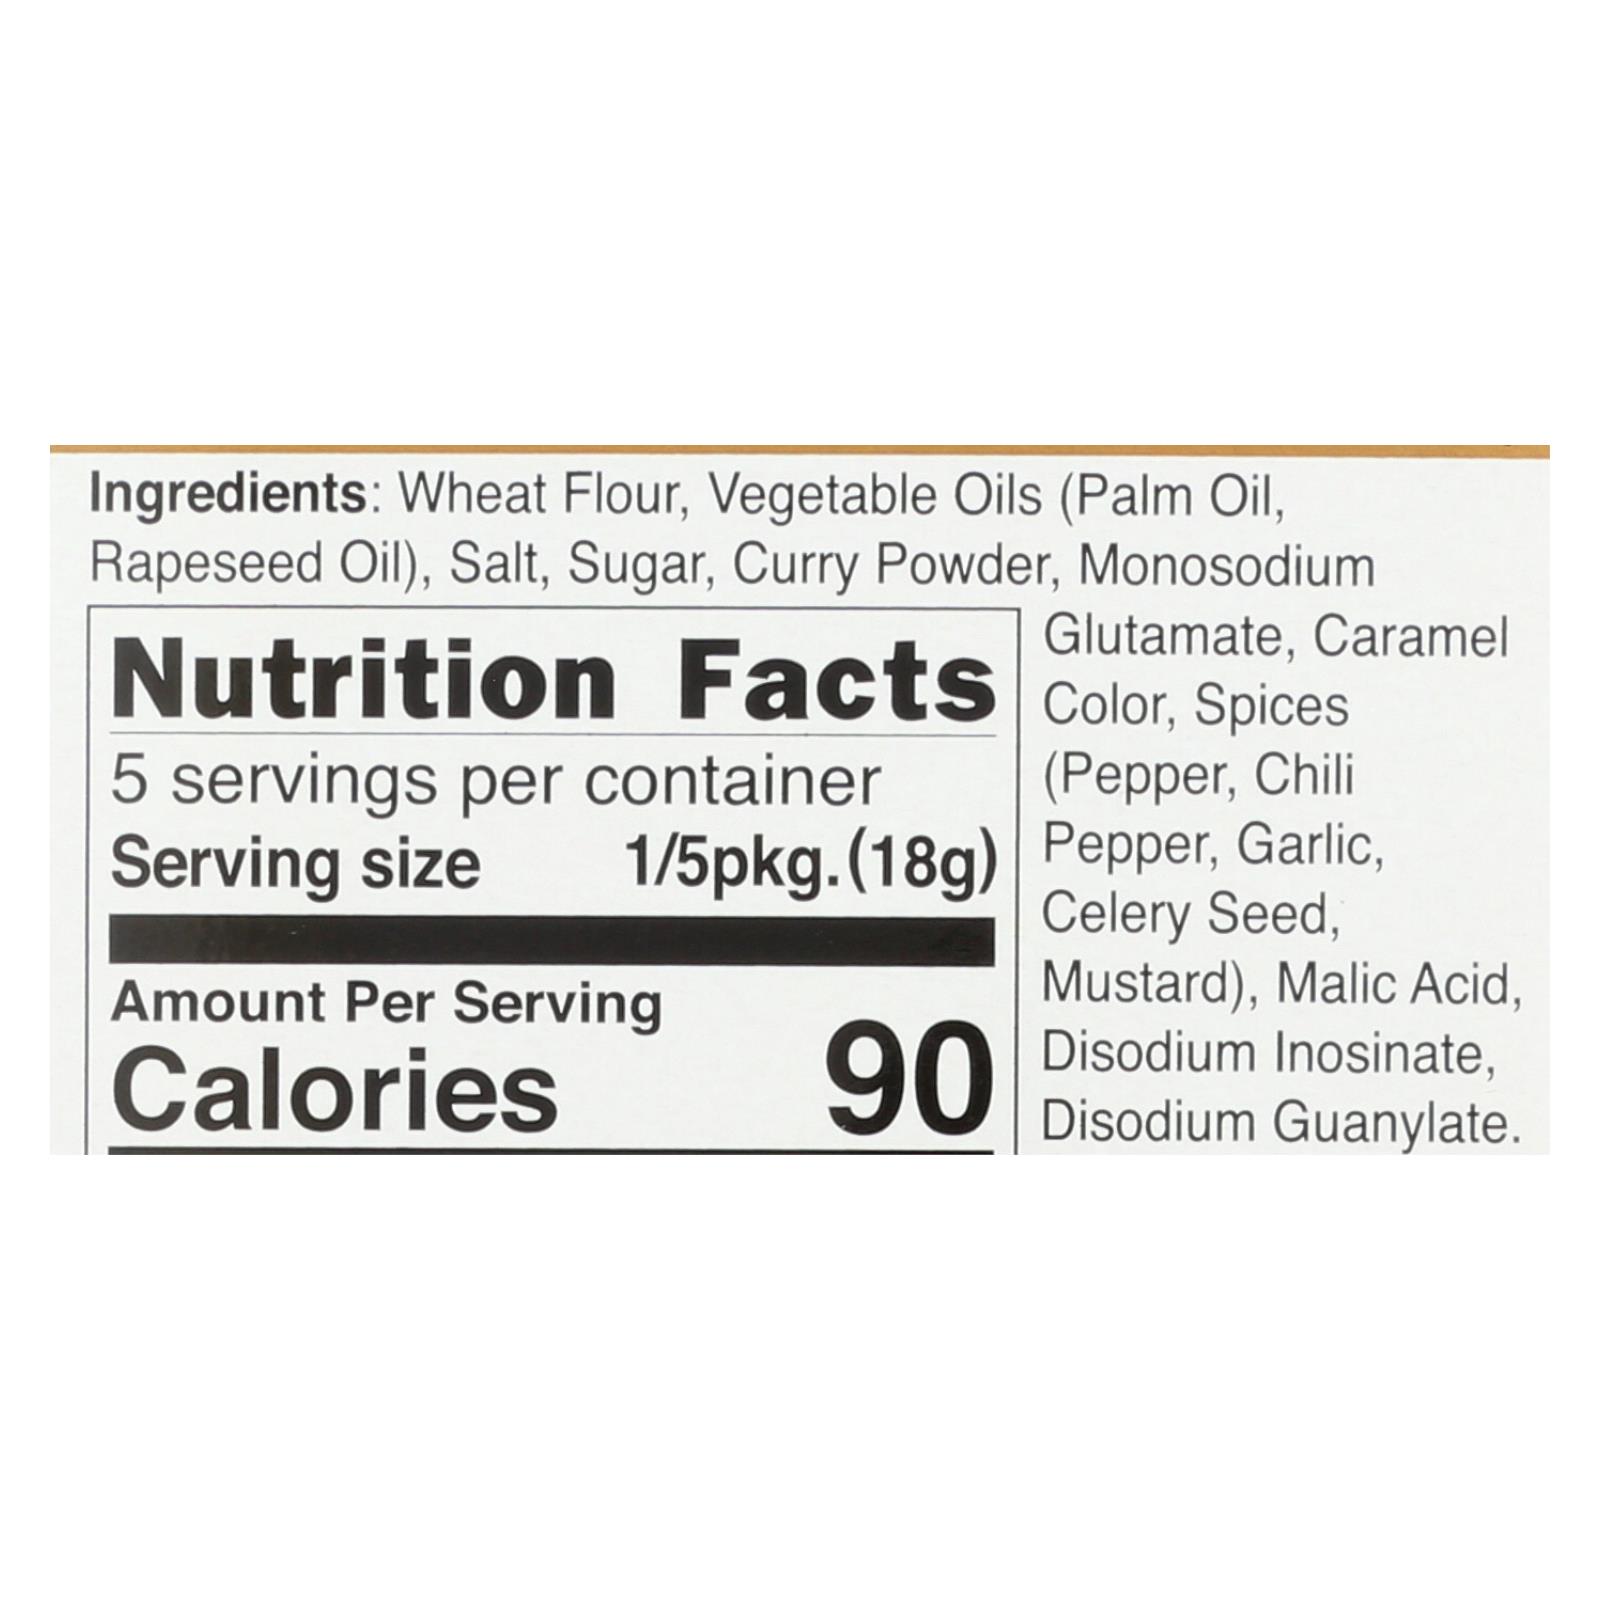 Ingredients: Wheat Flour, Vegetable Oils (Palm Oil,
Rapeseed Oil), Salt, Sugar, Curry Powder, Monosodium
Glutamate, Caramel
Color, Spices
(Pepper, Chili
Pepper, Garlic,
Celery Seed,
Mustard), Malic Acid,
Disodium Inosinate,
Disodium Guanylate.
Nutrition Facts
5 servings per container
Serving size 1/5pkg.(18g)
Amount Per Serving
Calories 90